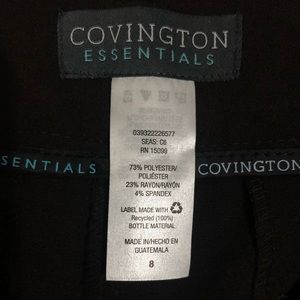 COVINGTON
ESSENTIALS
039322226577
SEAS: C6
RN 15099
73% POLYESTER/
POLIÉSTER
23% RAYON/RAYÓN
4% SPANDEX
SENTIALS
COVINGTON
LABEL MADE WITH
Recycled (100%)
BOTTLE MATERIAL
MADE IN/HECHO EN
GUATEMALA
8